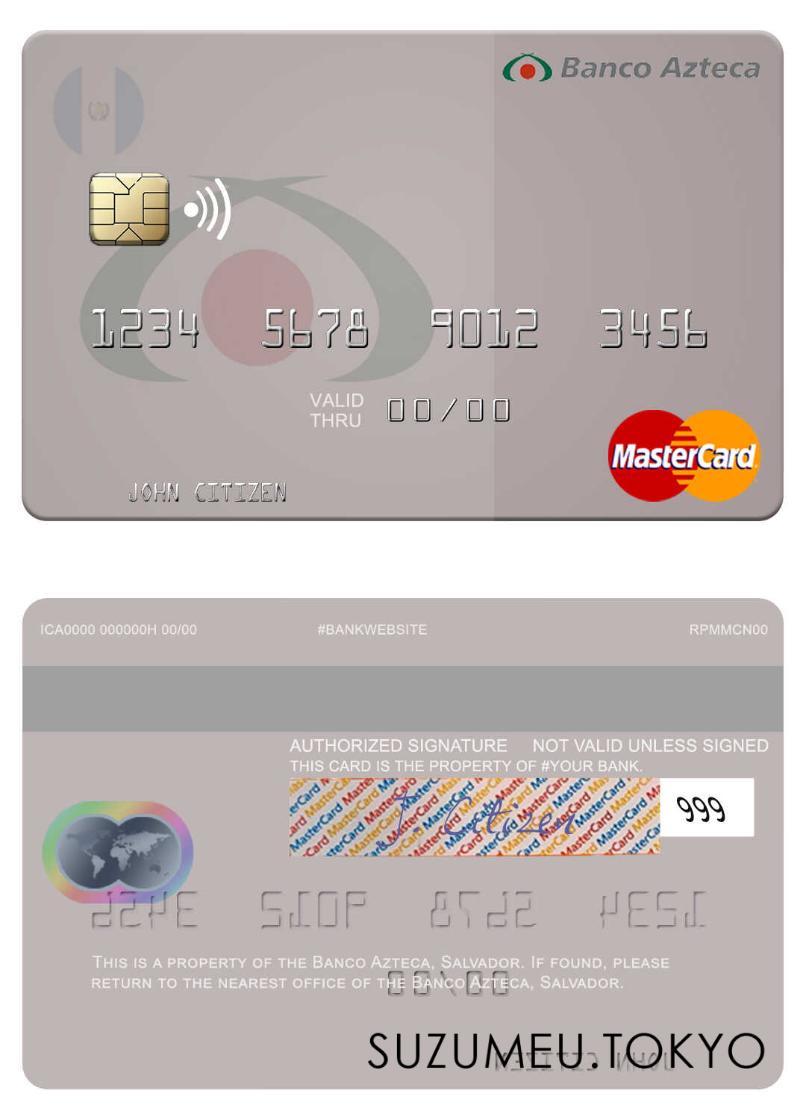 Banco Azteca
1234 5678 9012 3456
VALID
THRU 00/00
MasterCard
JOHN CITIZEN
ICA0000 000000H 00/00 #BANKWEBSITE RPMMCN00
AUTHORIZED SIGNATURE NOT VALID UNLESS SIGNED
THIS CARD IS THE PROPERTY OF #YOUR BANK.
J. Citizen 999
THIS IS A PROPERTY OF THE BANCO AZTECA, SALVADOR. IF FOUND, PLEASE
RETURN TO THE NEAREST OFFICE OF THE BANCO AZTECA, SALVADOR.
SUZUMEU.TOKYO